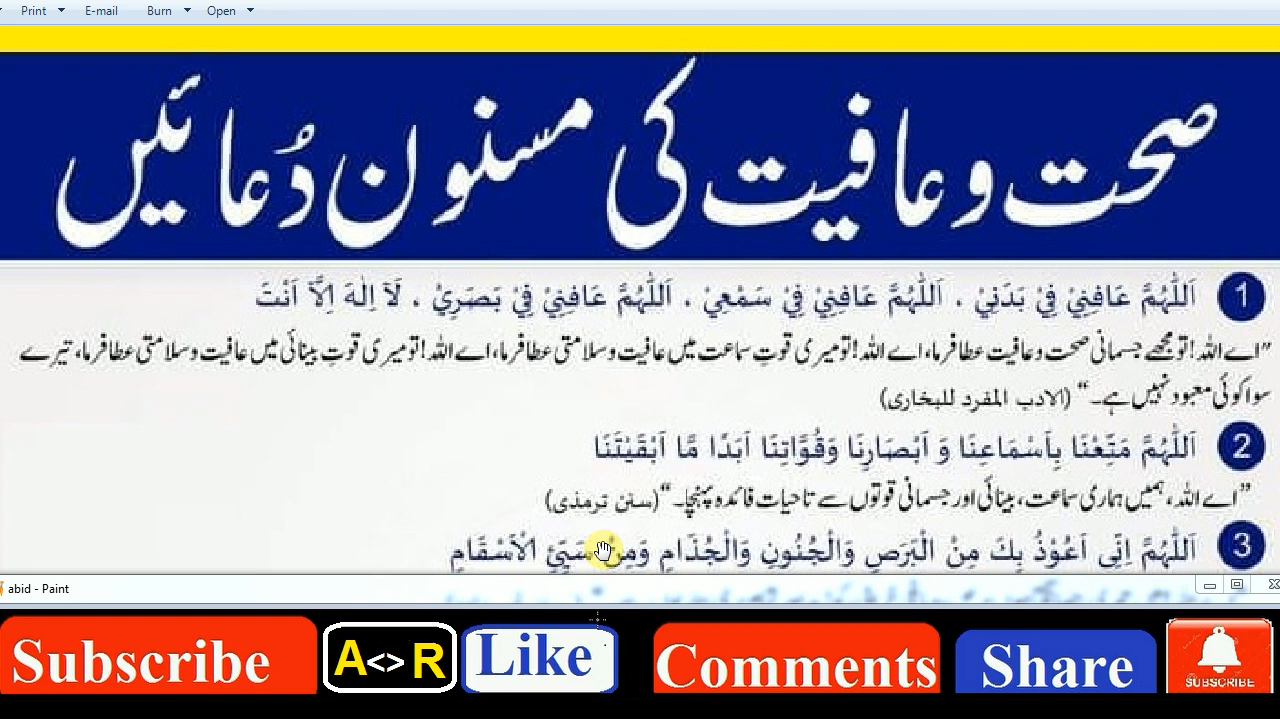 Print E-mail Burn Open
صحت و عافیت کی مسنون دُعائیں
1 اَللّٰهُمَّ عَافِنِيْ فِيْ بَدَنِيْ . اَللّٰهُمَّ عَافِنِيْ فِيْ سَمْعِيْ . اَللّٰهُمَّ عَافِنِيْ فِيْ بَصَرِيْ . لَآ اِلٰهَ اِلَّآ اَنْتَ
”اے اللہ! تو مجھے جسمانی صحت و عافیت عطا فرما، اے اللہ! تو میری قوتِ سماعت میں عافیت و سلامتی عطا فرما، اے اللہ! تو میری قوتِ بینائی میں عافیت و سلامتی عطا فرما، تیرے
سوا کوئی معبود نہیں ہے۔“ (الادب المفرد للبخاری)
2 اَللّٰهُمَّ مَتِّعْنَا بِاَسْمَاعِنَا وَ اَبْصَارِنَا وَقُوَّاتِنَا اَبَدًا مَّا اَبْقَيْتَنَا
”اے اللہ، ہمیں ہماری سماعت، بینائی اور جسمانی قوتوں سے تاحیات فائدہ پہنچا۔“ (سنن ترمذی)
3 اَللّٰهُمَّ اِنِّى اَعُوْذُ بِكَ مِنْ الْبَرَصِ وَالْجُنُونِ وَالْجُذَامِ وَمِنْ سَيِّئِ الْاَسْقَامِ
abid - Paint
Subscribe A<>R Like Comments Share SUBSCRIBE